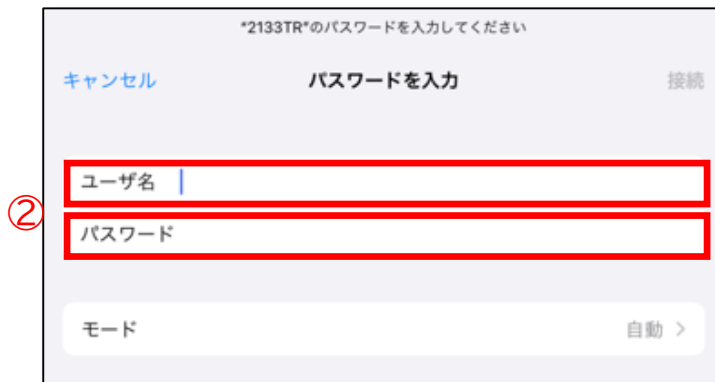 "2133TR"のパスワードを入力してください
キャンセル パスワードを入力 接続
ユーザ名
②
パスワード
モード 自動 >